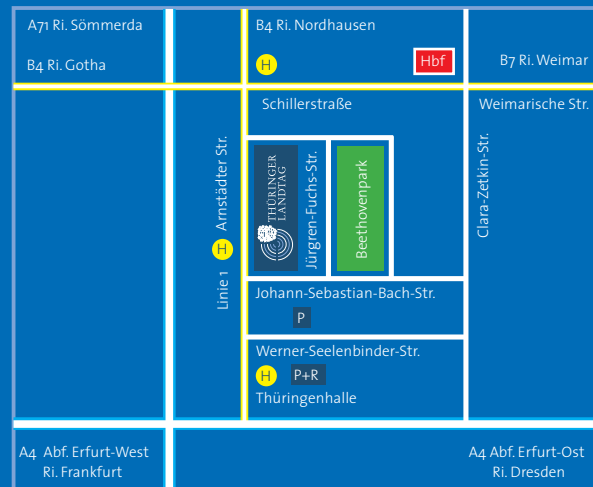 A71 Ri. Sömmerda
B4 Ri. Gotha
B4 Ri. Nordhausen
H
Hbf
B7 Ri. Weimar
Schillerstraße
Weimarische Str.
Linie 1 H Arnstädter Str.
THÜRINGER
LANDTAG
Jürgren-Fuchs-Str.
Beethovenpark
Clara-Zetkin-Str.
Johann-Sebastian-Bach-Str.
P
Werner-Seelenbinder-Str.
H P+R
Thüringenhalle
A4 Abf. Erfurt-West
Ri. Frankfurt
A4 Abf. Erfurt-Ost
Ri. Dresden